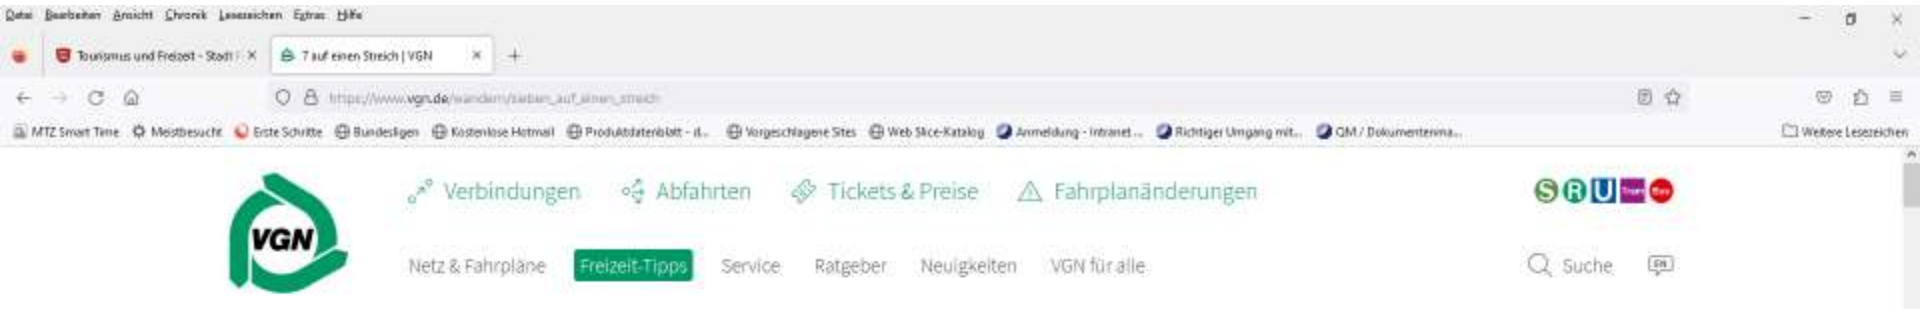 Datei Bearbeiten Ansicht Chronik Lesezeichen Extras Hilfe
Tourismus und Freizeit - Stadt 7 auf einen Streich | VGN
https://www.vgn.de/wandern/sieben_auf_einen_streich
MTZ Smart Time Meistbesucht Erste Schritte Bundesligen Kostenlose Hotmail Produktdatenblatt - d... Vorgeschlagene Sites Web Slice-Katalog Anmeldung - Intranet ... Richtiger Umgang mit... QM / Dokumentenma... Weitere Lesezeichen
Verbindungen Abfahrten Tickets & Preise Fahrplanänderungen S R U Tram Bus
VGN
Netz & Fahrpläne Freizeit-Tipps Service Ratgeber Neuigkeiten VGN für alle Suche EN